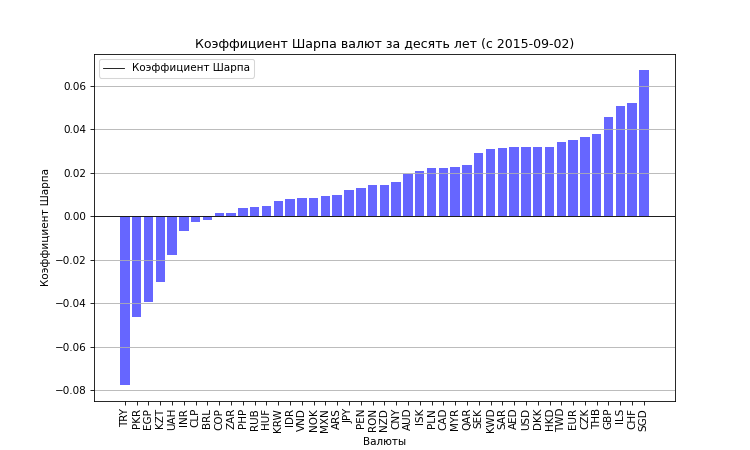 Коэффициент Шарпа валют за десять лет (с 2015-09-02)
Коэффициент Шарпа
0.06
0.04
0.02
0.00
−0.02
−0.04
−0.06
−0.08
Коэффициент Шарпа
TRY PKR EGP KZT UAH INR CLP BRL COP ZAR PHP RUB HUF KRW IDR VND NOK MXN ARS JPY PEN RON NZD CNY AUD ISK PLN CAD MYR QAR SEK KWD SAR AED USD DKK HKD TWD EUR CZK THB GBP ILS CHF SGD
Валюты